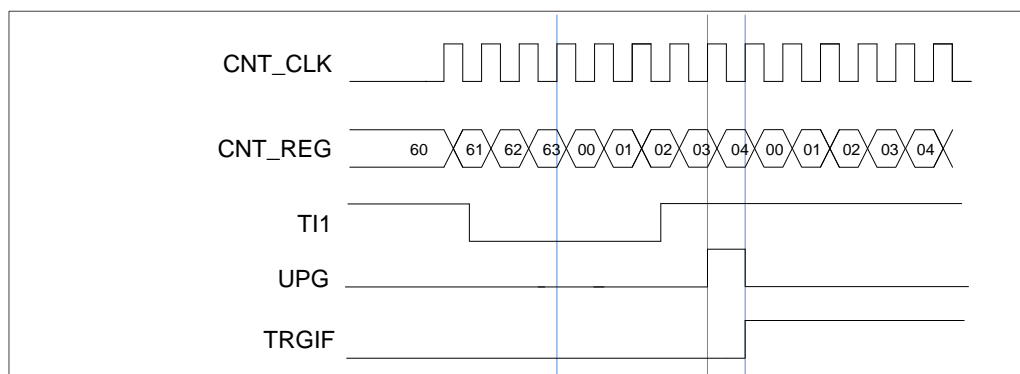 CNT_CLK
CNT_REG 60 61 62 63 00 01 02 03 04 00 01 02 03 04
TI1
UPG
TRGIF